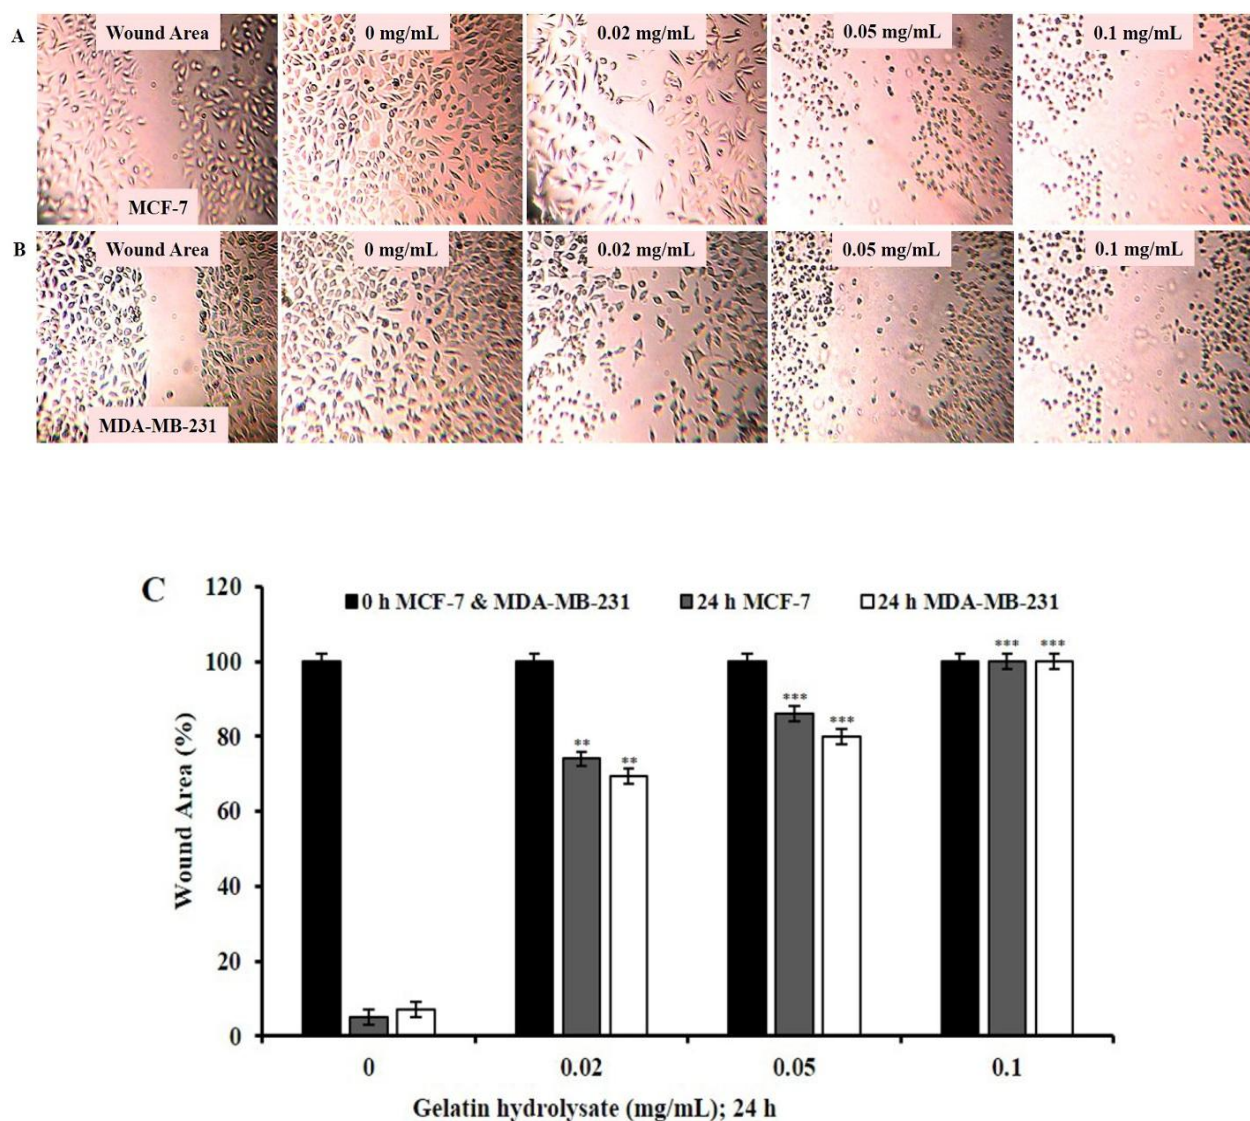 A Wound Area 0 mg/mL 0.02 mg/mL 0.05 mg/mL 0.1 mg/mL
MCF-7
B Wound Area 0 mg/mL 0.02 mg/mL 0.05 mg/mL 0.1 mg/mL
MDA-MB-231
C
120
0 h MCF-7 & MDA-MB-231 24 h MCF-7 24 h MDA-MB-231
*** ***
100
***
***
80
**
**
60
40
20
0
Wound Area (%)
0 0.02 0.05 0.1
Gelatin hydrolysate (mg/mL); 24 h